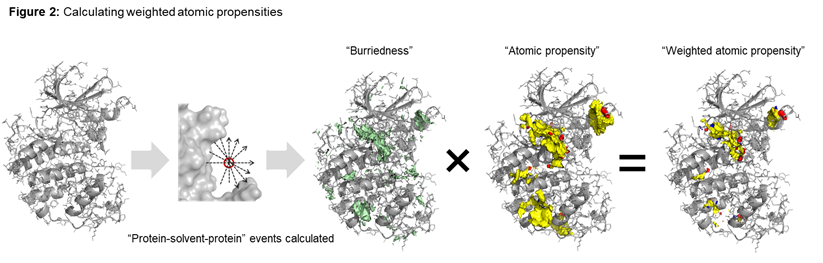 Figure 2: Calculating weighted atomic propensities
“Burriedness”
“Atomic propensity”
“Weighted atomic propensity”
×
=
“Protein-solvent-protein” events calculated